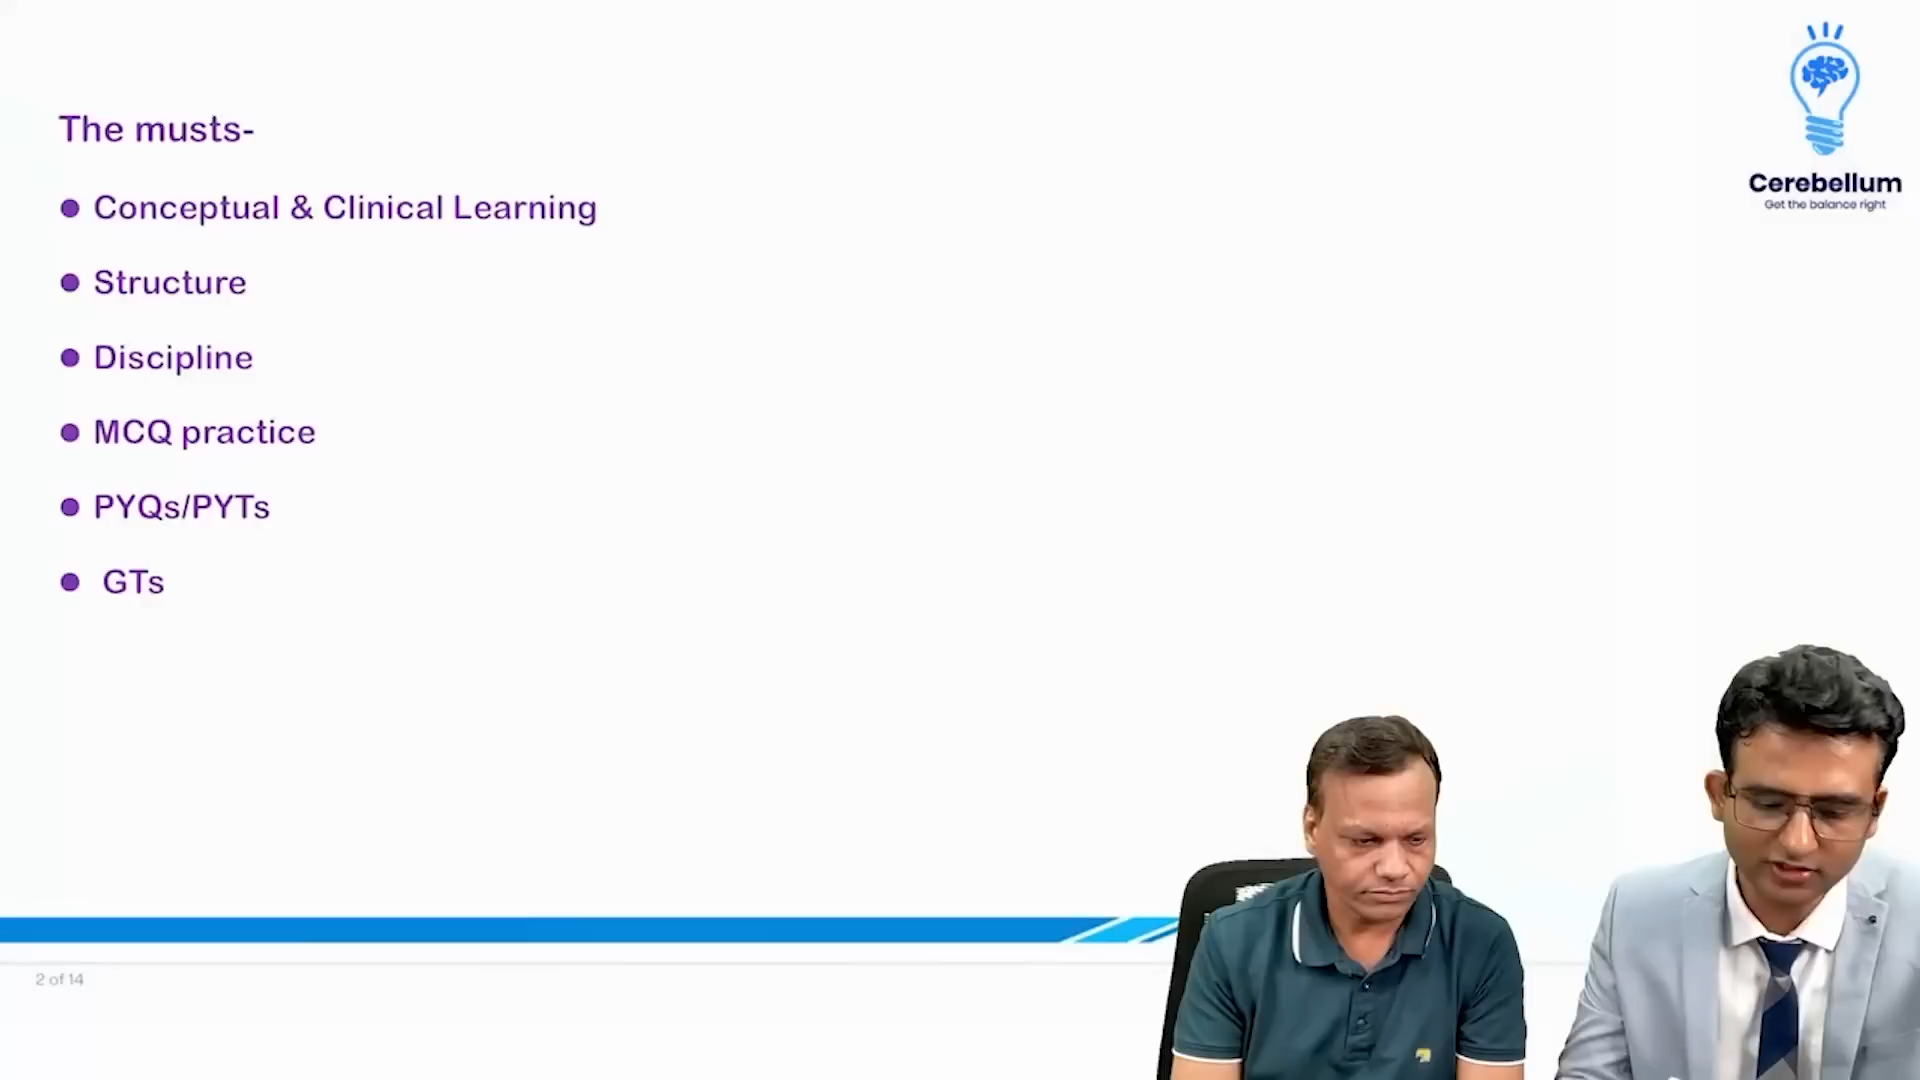 The musts-
● Conceptual & Clinical Learning
● Structure
● Discipline
● MCQ practice
● PYQs/PYTs
● GTs
Cerebellum
Get the balance right
2 of 14